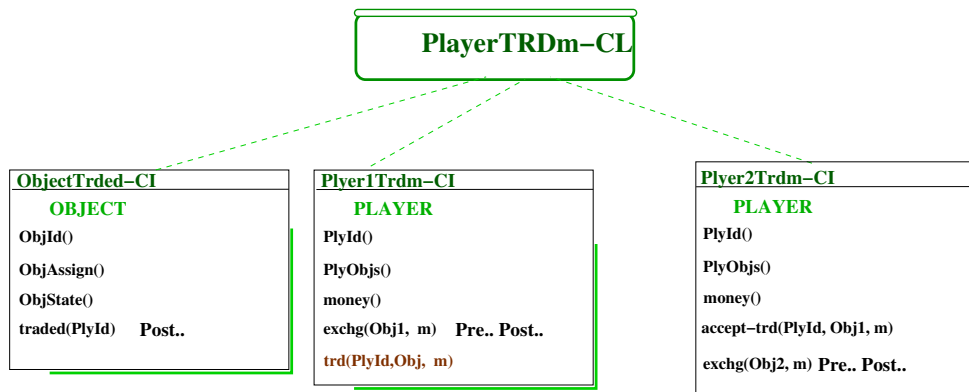 PlayerTRDm−CL
ObjectTrded−CI
OBJECT
ObjId()
ObjAssign()
ObjState()
traded(PlyId) Post..
Plyer1Trdm−CI
PLAYER
PlyId()
PlyObjs()
money()
exchg(Obj1, m) Pre.. Post..
trd(PlyId,Obj, m)
Plyer2Trdm−CI
PLAYER
PlyId()
PlyObjs()
money()
accept−trd(PlyId, Obj1, m)
exchg(Obj2, m) Pre.. Post..